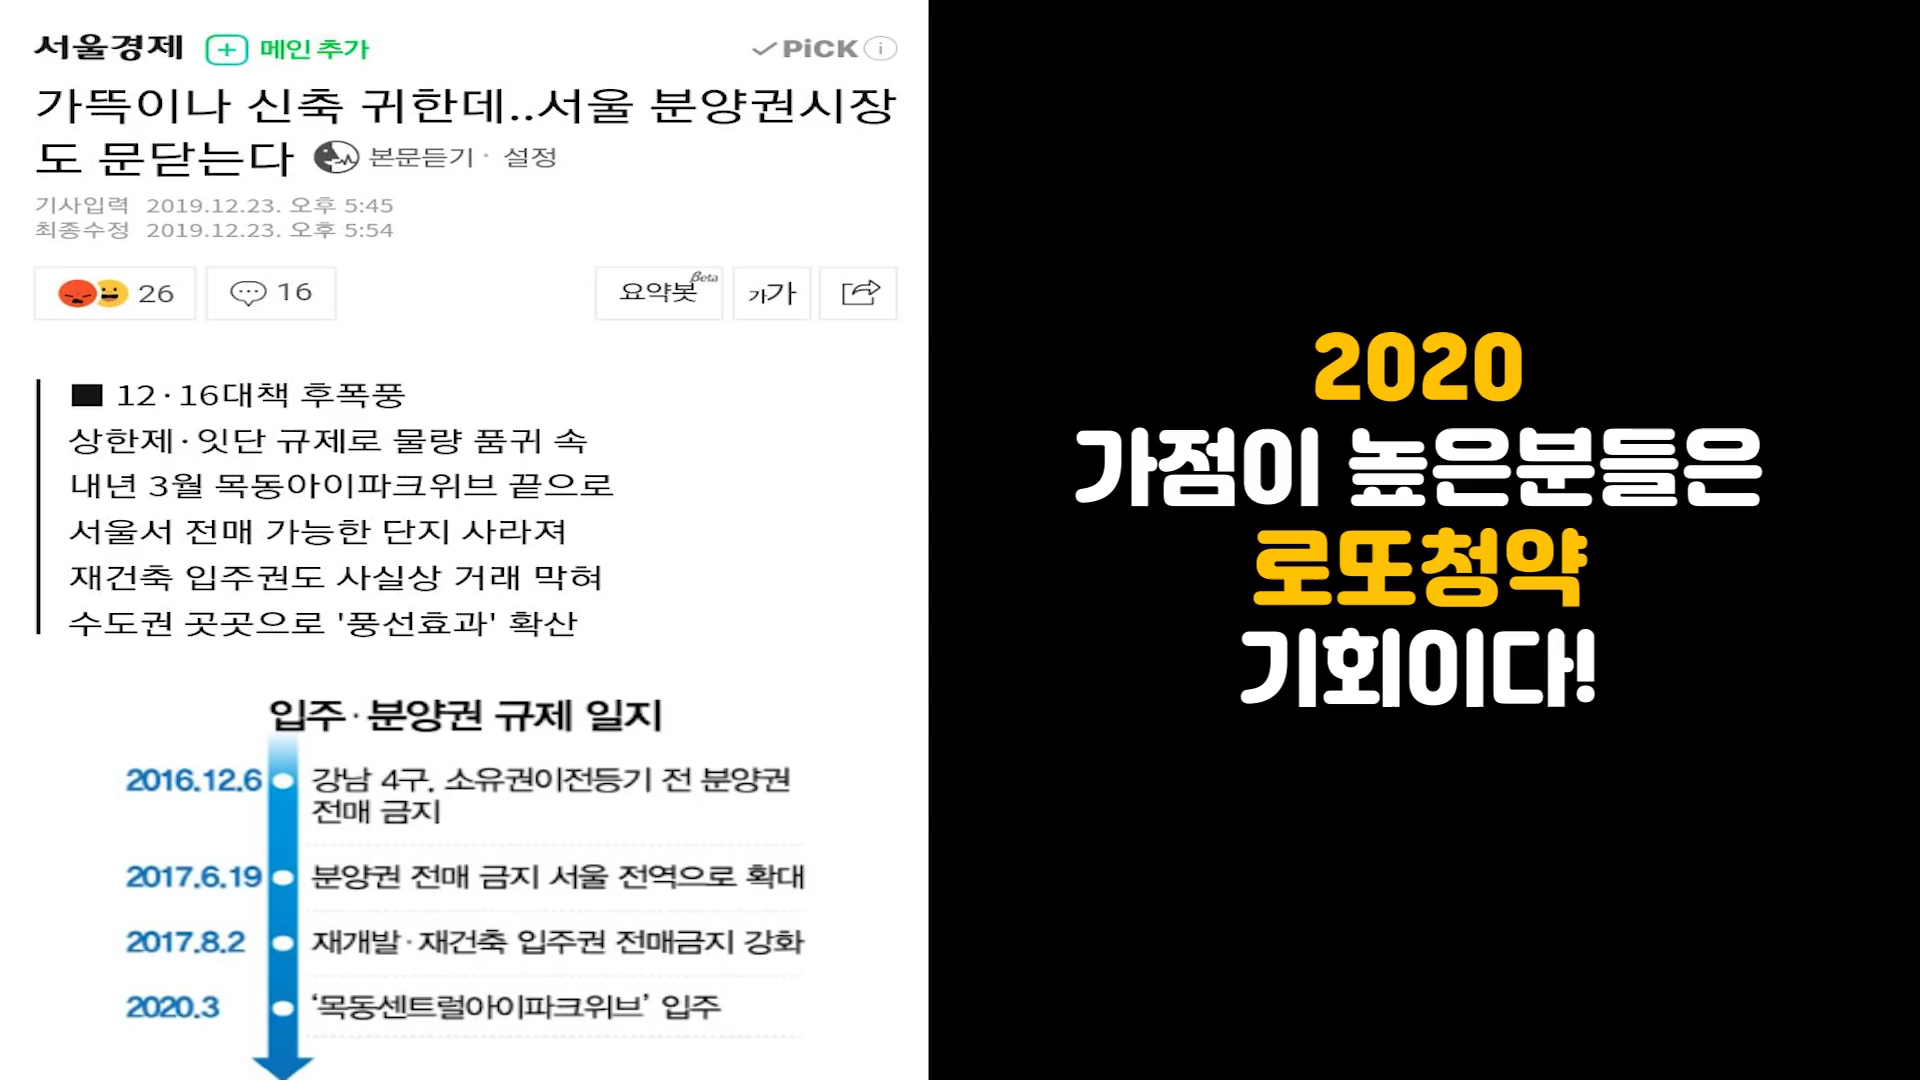 서울경제 메인 추가 PiCK i
가뜩이나 신축 귀한데..서울 분양권시장
도 문닫는다 본문듣기 · 설정
기사입력 2019.12.23. 오후 5:45
최종수정 2019.12.23. 오후 5:54
26 16 요약봇 Beta 가가
■ 12·16대책 후폭풍
상한제·잇단 규제로 물량 품귀 속
내년 3월 목동아이파크위브 끝으로
서울서 전매 가능한 단지 사라져
재건축 입주권도 사실상 거래 막혀
수도권 곳곳으로 '풍선효과' 확산
입주·분양권 규제 일지
2016.12.6 강남 4구, 소유권이전등기 전 분양권
전매 금지
2017.6.19 분양권 전매 금지 서울 전역으로 확대
2017.8.2 재개발·재건축 입주권 전매금지 강화
2020.3 ‘목동센트럴아이파크위브’ 입주
2020
가점이 높은분들은
로또청약
기회이다!